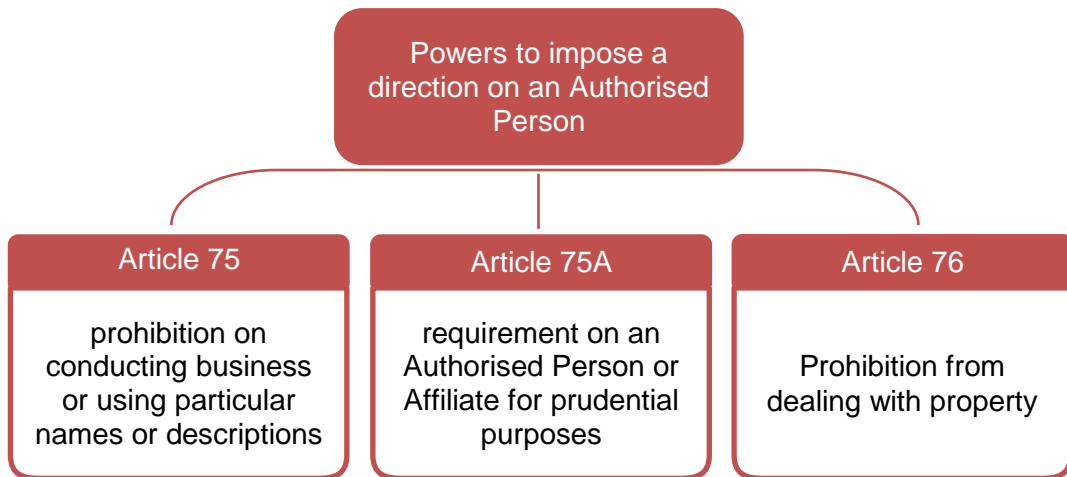 Powers to impose a
direction on an Authorised
Person
Article 75
prohibition on
conducting business
or using particular
names or descriptions
Article 75A
requirement on an
Authorised Person or
Affiliate for prudential
purposes
Article 76
Prohibition from
dealing with property